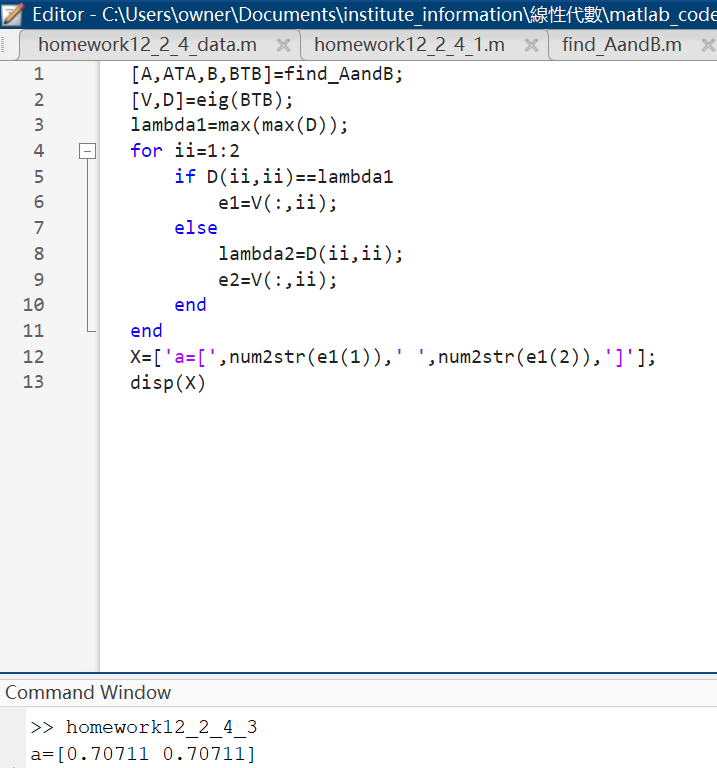 Editor - C:\Users\owner\Documents\institute_information\線性代數\matlab_code
homework12_2_4_data.m homework12_2_4_1.m find_AandB.m
1 [A,ATA,B,BTB]=find_AandB;
2 [V,D]=eig(BTB);
3 lambda1=max(max(D));
4 for ii=1:2
5 if D(ii,ii)==lambda1
6 e1=V(:,ii);
7 else
8 lambda2=D(ii,ii);
9 e2=V(:,ii);
10 end
11 end
12 X=['a=[',num2str(e1(1)),' ',num2str(e1(2)),']'];
13 disp(X)
Command Window
>> homework12_2_4_3
a=[0.70711 0.70711]